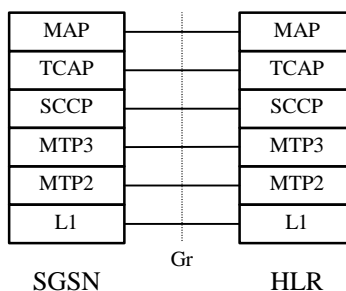 MAP MAP
TCAP TCAP
SCCP SCCP
MTP3 MTP3
MTP2 MTP2
L1 L1
Gr
SGSN HLR